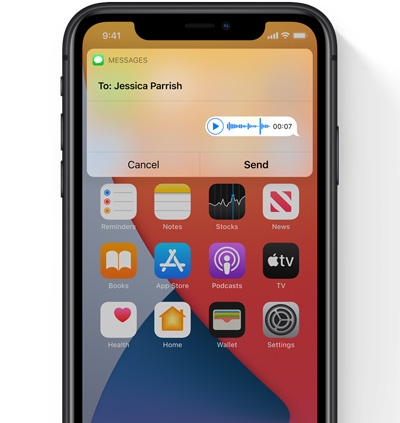 9:41
MESSAGES
To: Jessica Parrish
00:07
Cancel Send
Reminders Notes Stocks News
tv
Books App Store Podcasts TV
Health Home Wallet Settings